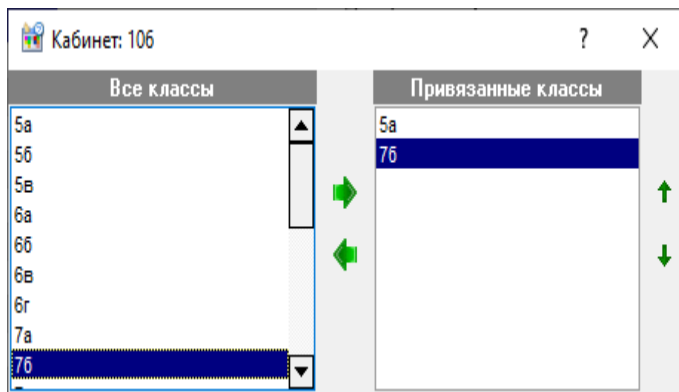 Кабинет: 106
?
Все классы
5а
5б
5в
6а
6б
6в
6г
7а
7б
Привязанные классы
5а
7б